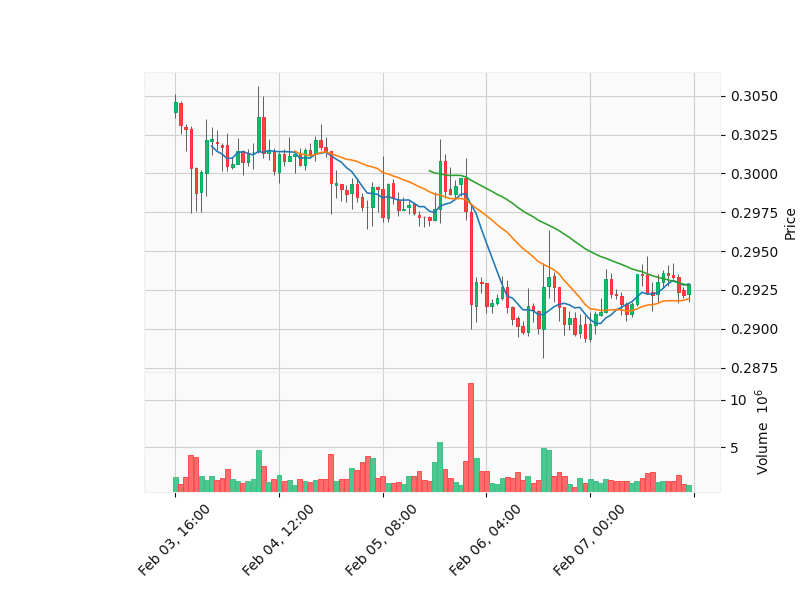 0.3050
0.3025
0.3000
0.2975
0.2950
0.2925
0.2900
0.2875
Price
10
5
Volume 10^6
Feb 03, 16:00
Feb 04, 12:00
Feb 05, 08:00
Feb 06, 04:00
Feb 07, 00:00